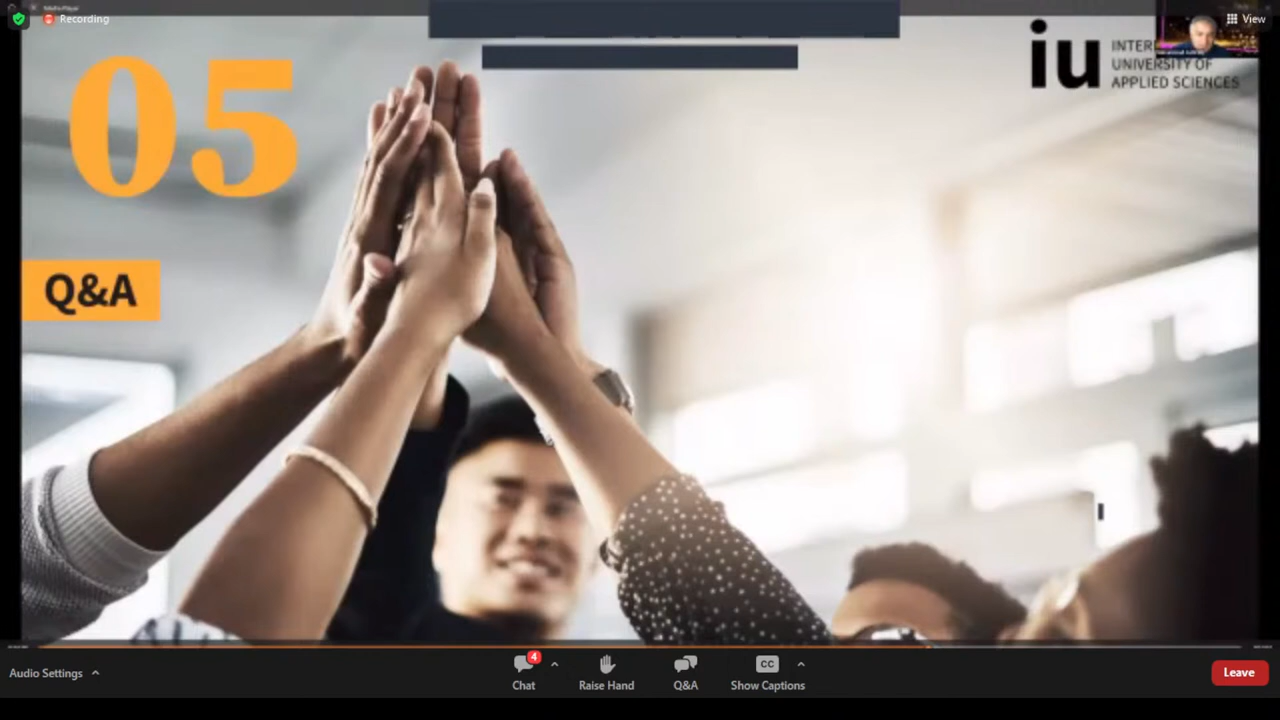 Recording
View
05
iu
INTER
UNIVERSITY OF
APPLIED SCIENCES
Q&A
Audio Settings
4
Chat
Raise Hand
Q&A
CC
Show Captions
Leave